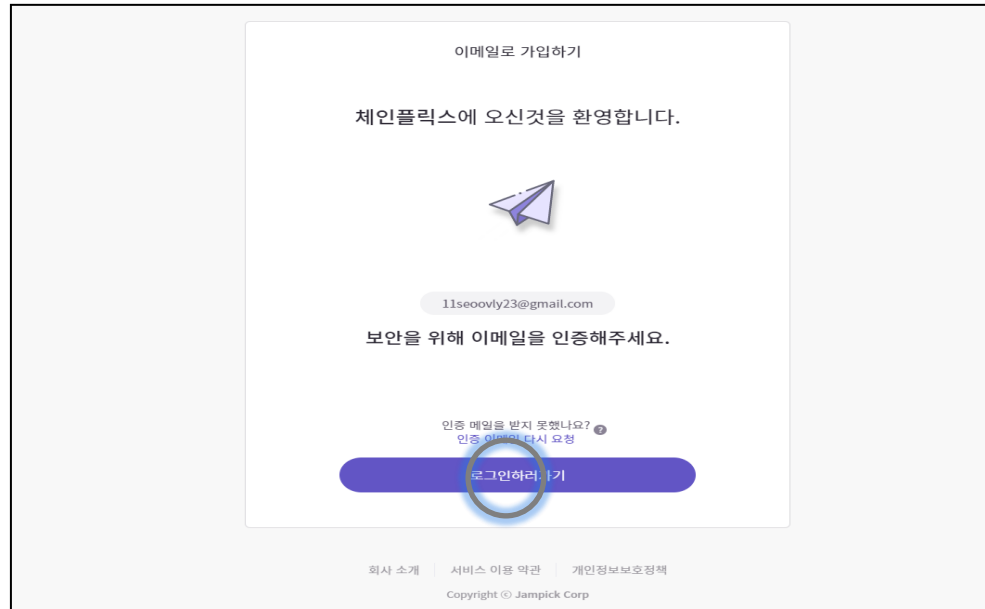 이메일로 가입하기
체인플릭스에 오신것을 환영합니다.
11seoovly23@gmail.com
보안을 위해 이메일을 인증해주세요.
인증 메일을 받지 못했나요? ?
인증 이메일 다시 요청
로그인하러가기
회사 소개 서비스 이용 약관 개인정보보호정책
Copyright ⓒ Jampick Corp